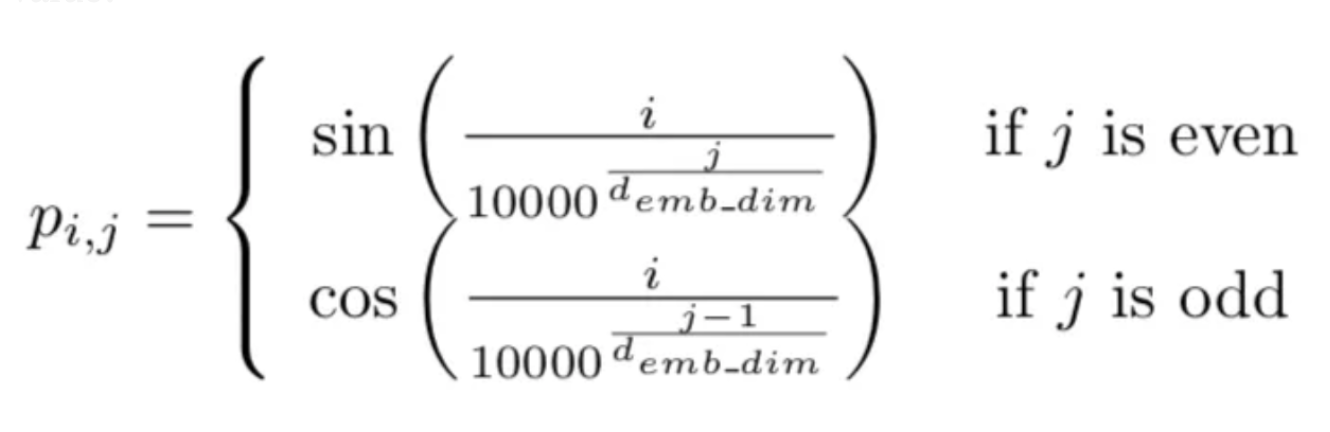 p_{i,j} = \begin{cases} \sin\left(\frac{i}{10000^{\frac{j}{d_{emb\_dim}}}}\right) & \text{if } j \text{ is even} \\ \cos\left(\frac{i}{10000^{\frac{j-1}{d_{emb\_dim}}}}\right) & \text{if } j \text{ is odd} \end{cases}